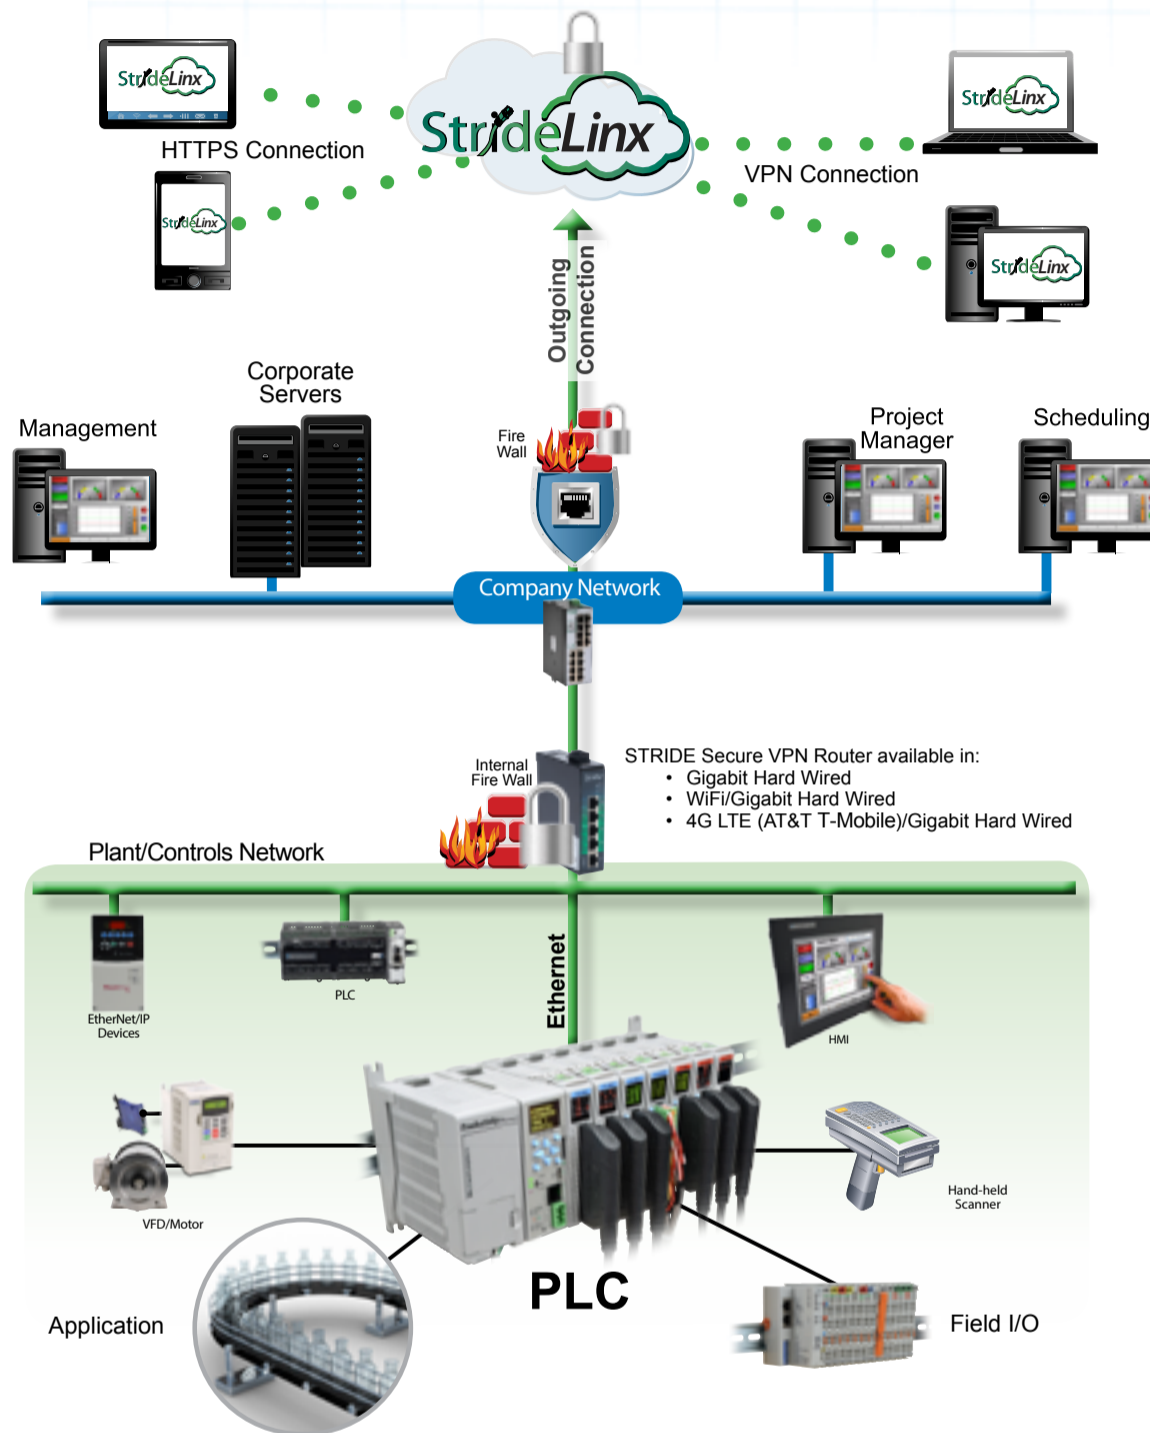 StrideLinx
StrideLinx
StrideLinx
HTTPS Connection
VPN Connection
StrideLinx
StrideLinx
Outgoing
Connection
Corporate
Servers
Management
Fire
Wall
Project
Manager
Scheduling
Company Network
Internal
Fire Wall
STRIDE Secure VPN Router available in:
• Gigabit Hard Wired
• WiFi/Gigabit Hard Wired
• 4G LTE (AT&T T-Mobile)/Gigabit Hard Wired
Plant/Controls Network
Ethernet
EtherNet/IP
Devices
PLC
HMI
VFD/Motor
Hand-held
Scanner
PLC
Application
Field I/O